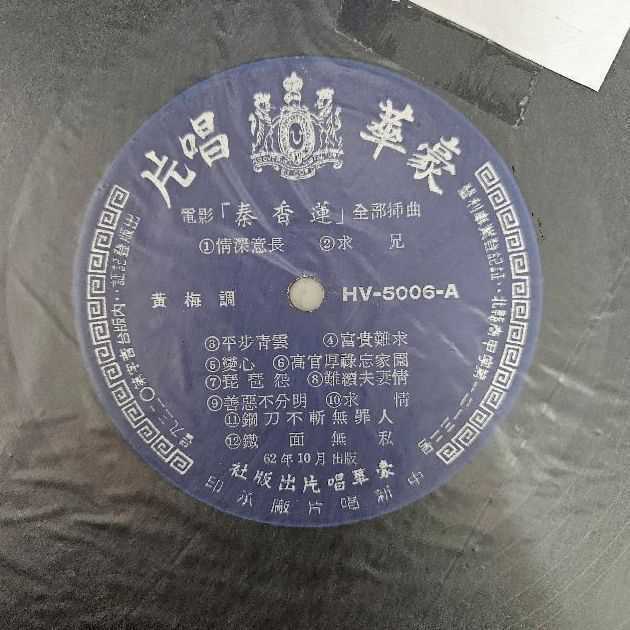 豪華唱片
電影「秦香蓮」全部揷曲
①情深意長 ②求兄
黃梅調 HV-5006-A
③平步青雲 ④富貴難求
⑤變心 ⑥高官厚祿忘家園
⑦琵琶怨 ⑧難續夫妻情
⑨善惡不分明 ⑩求情
⑪鋼刀不斬無罪人
⑫鐵面無私
62年10月出版
豪華唱片出版社
中新唱片廠承印